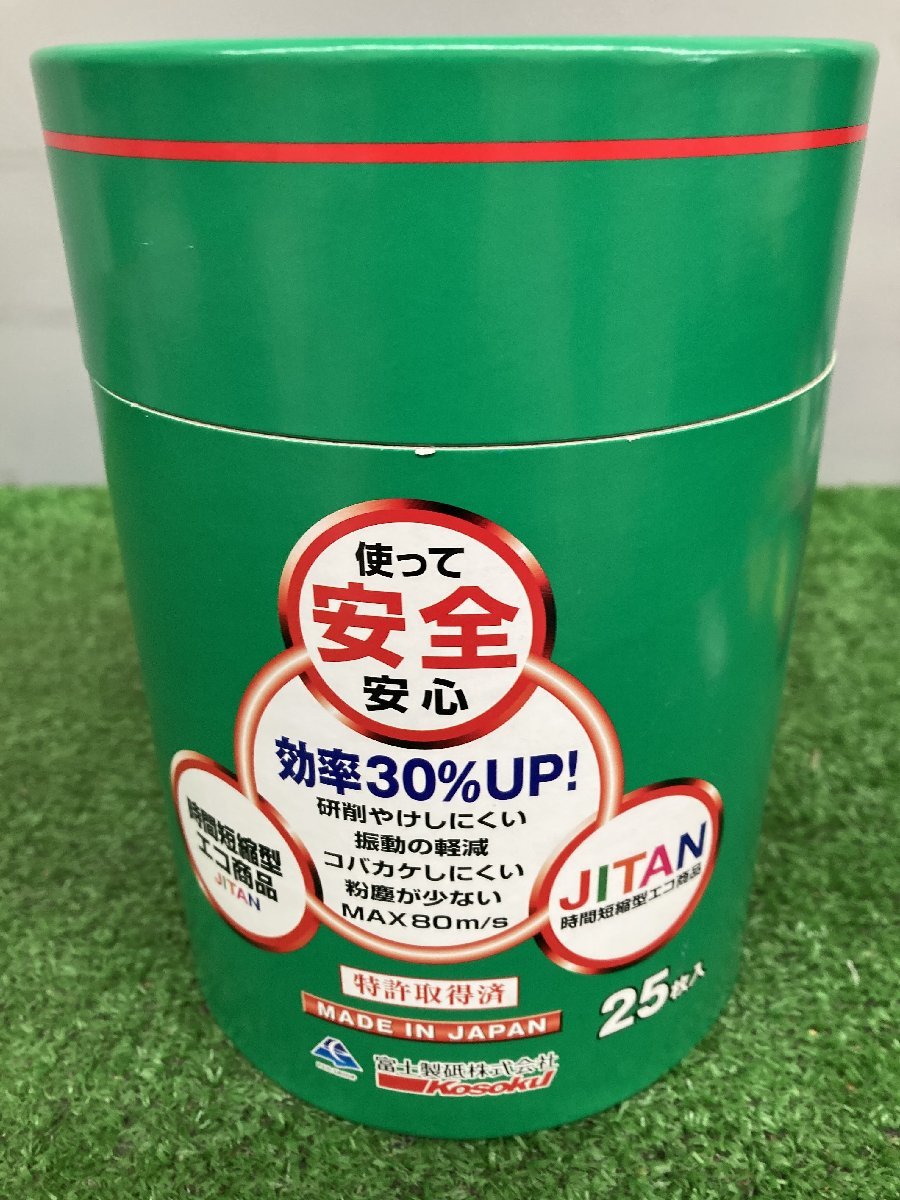 使って
安全
安心
効率30%UP!
研削やけしにくい
振動の軽減
コバカケしにくい
粉塵が少ない
MAX80m/s
時間短縮型
エコ商品
JITAN
JITAN
時間短縮型エコ商品
特許取得済
MADE IN JAPAN
25枚入
富士製砥株式会社
Kosoku